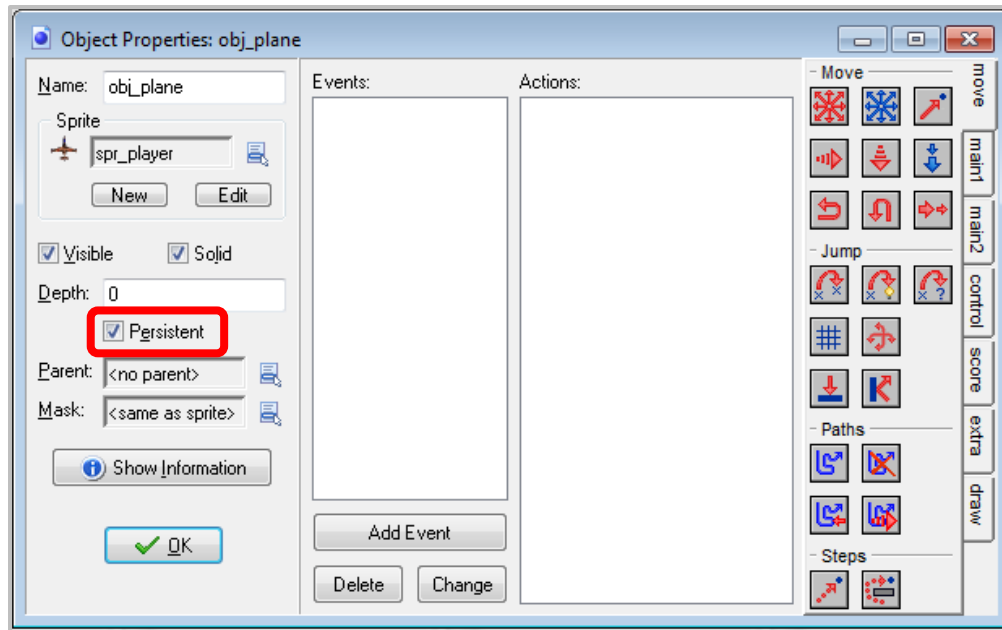 Object Properties: obj_plane
Name: obj_plane
Sprite
spr_player
New Edit
Visible Solid
Depth: 0
Persistent
Parent: <no parent>
Mask: <same as sprite>
Show Information
OK
Events:
Add Event
Delete Change
Actions:
Move
Jump
Paths
Steps
move
main1
main2
control
score
extra
draw